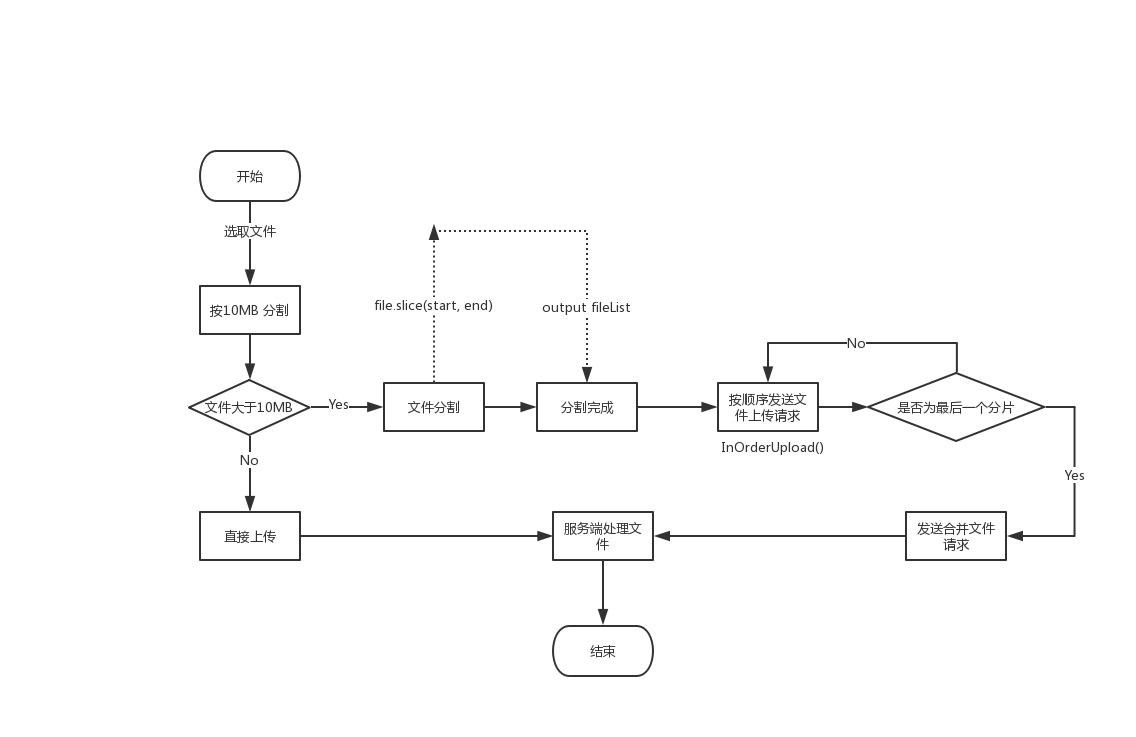 开始
选取文件
按10MB 分割
文件大于10MB
Yes
No
文件分割
file.slice(start, end)
output fileList
分割完成
按顺序发送文
件上传请求
InOrderUpload()
No
是否为最后一个分片
Yes
直接上传
服务端处理文
件
发送合并文件
请求
结束